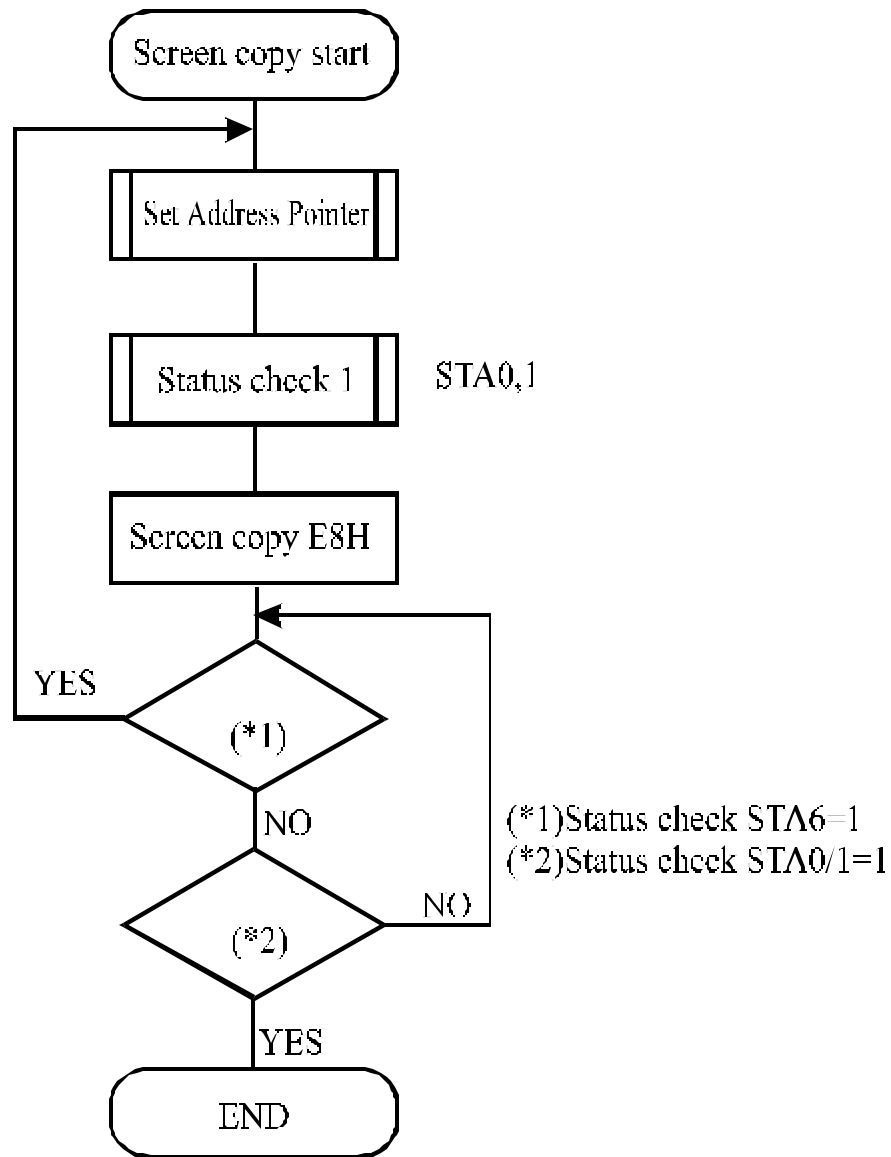 Screen copy start
Set Address Pointer
Status check 1
STA0,1
Screen copy E8H
YES
(*1)
NO
(*1)Status check STA6=1
(*2)Status check STA0/1=1
NO
(*2)
YES
END